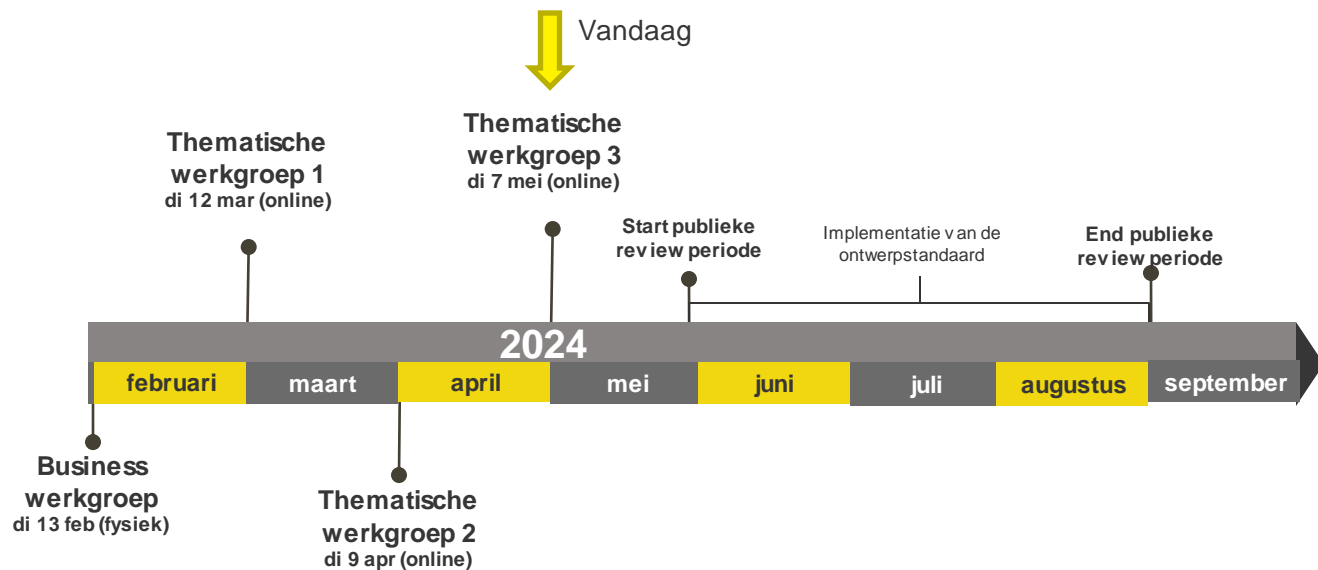 Vandaag
Thematische
werkgroep 1
di 12 mar (online)
Thematische
werkgroep 3
di 7 mei (online)
Start publieke
review periode
Implementatie van de
ontwerpstandaard
End publieke
review periode
2024
februari
maart
april
mei
juni
juli
augustus
september
Business
werkgroep
di 13 feb (fysiek)
Thematische
werkgroep 2
di 9 apr (online)